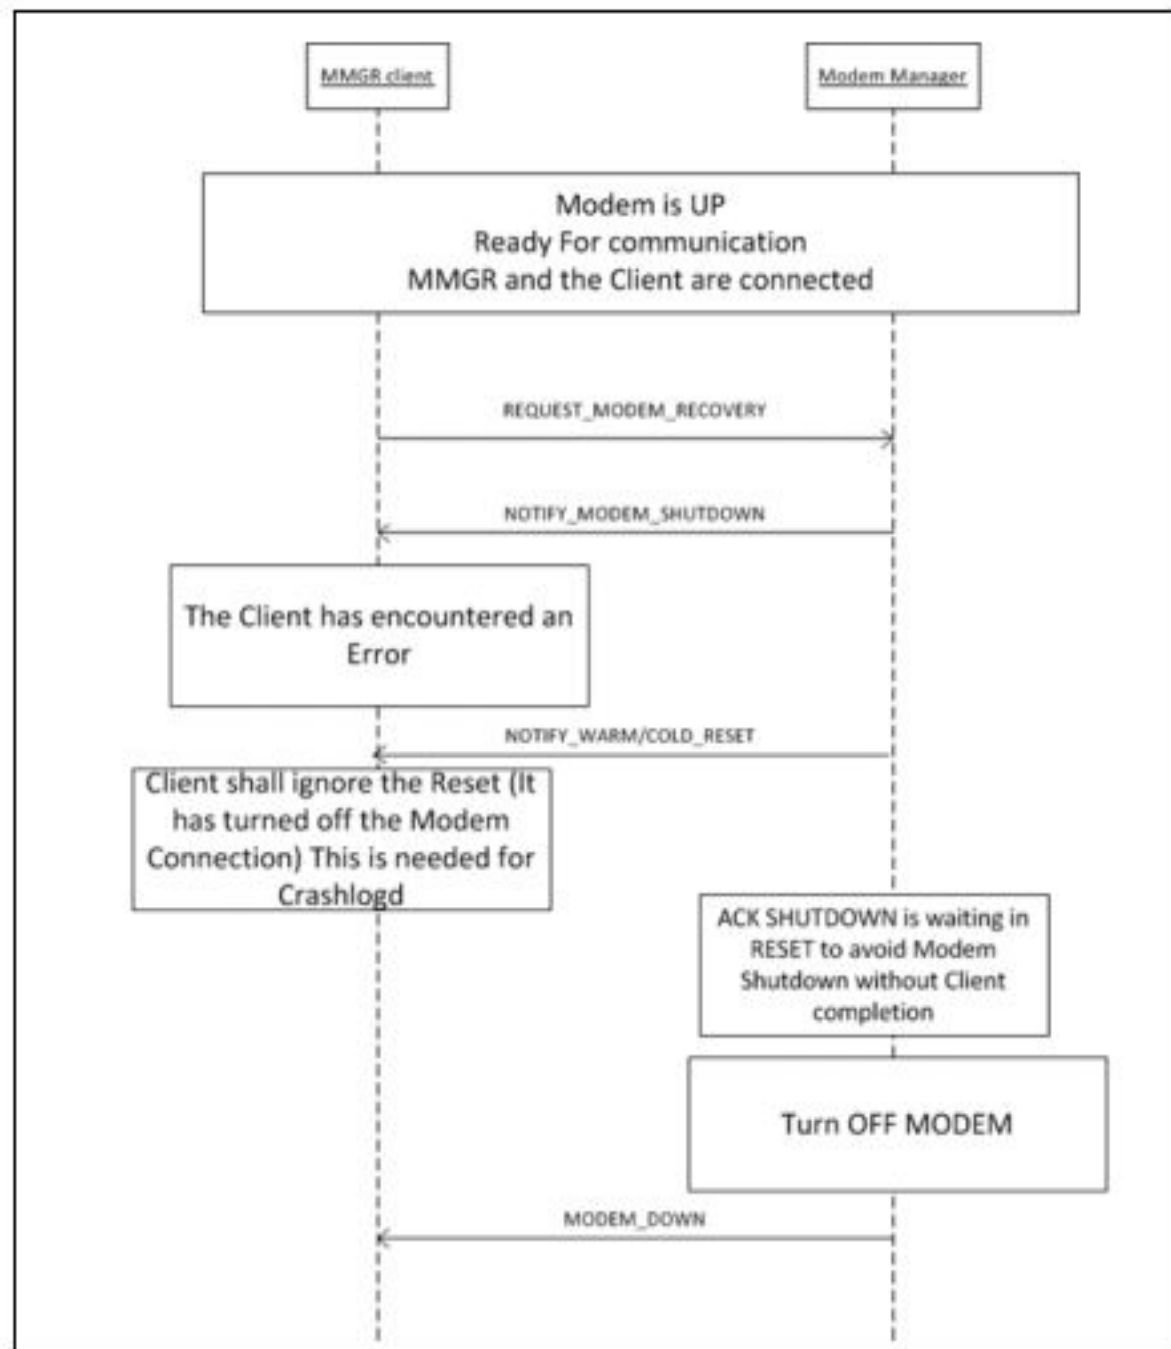 MMGR client
Modem Manager
Modem is UP
Ready For communication
MMGR and the Client are connected
REQUEST_MODEM_RECOVERY
NOTIFY_MODEM_SHUTDOWN
The Client has encountered an
Error
NOTIFY_WARM/COLD_RESET
Client shall ignore the Reset (It
has turned off the Modem
Connection) This is needed for
Crashlogd
ACK SHUTDOWN is waiting in
RESET to avoid Modem
Shutdown without Client
completion
Turn OFF MODEM
MODEM_DOWN